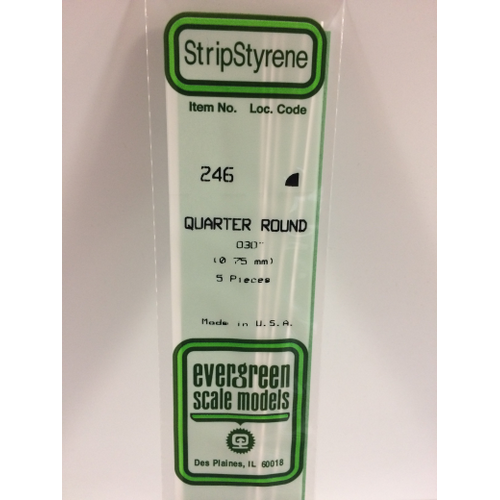 StripStyrene
Item No. Loc. Code
246
QUARTER ROUND
.030"
(0.75 mm)
5 Pieces
Made in U.S.A.
evergreen
scale models
Des Plaines, IL 60018